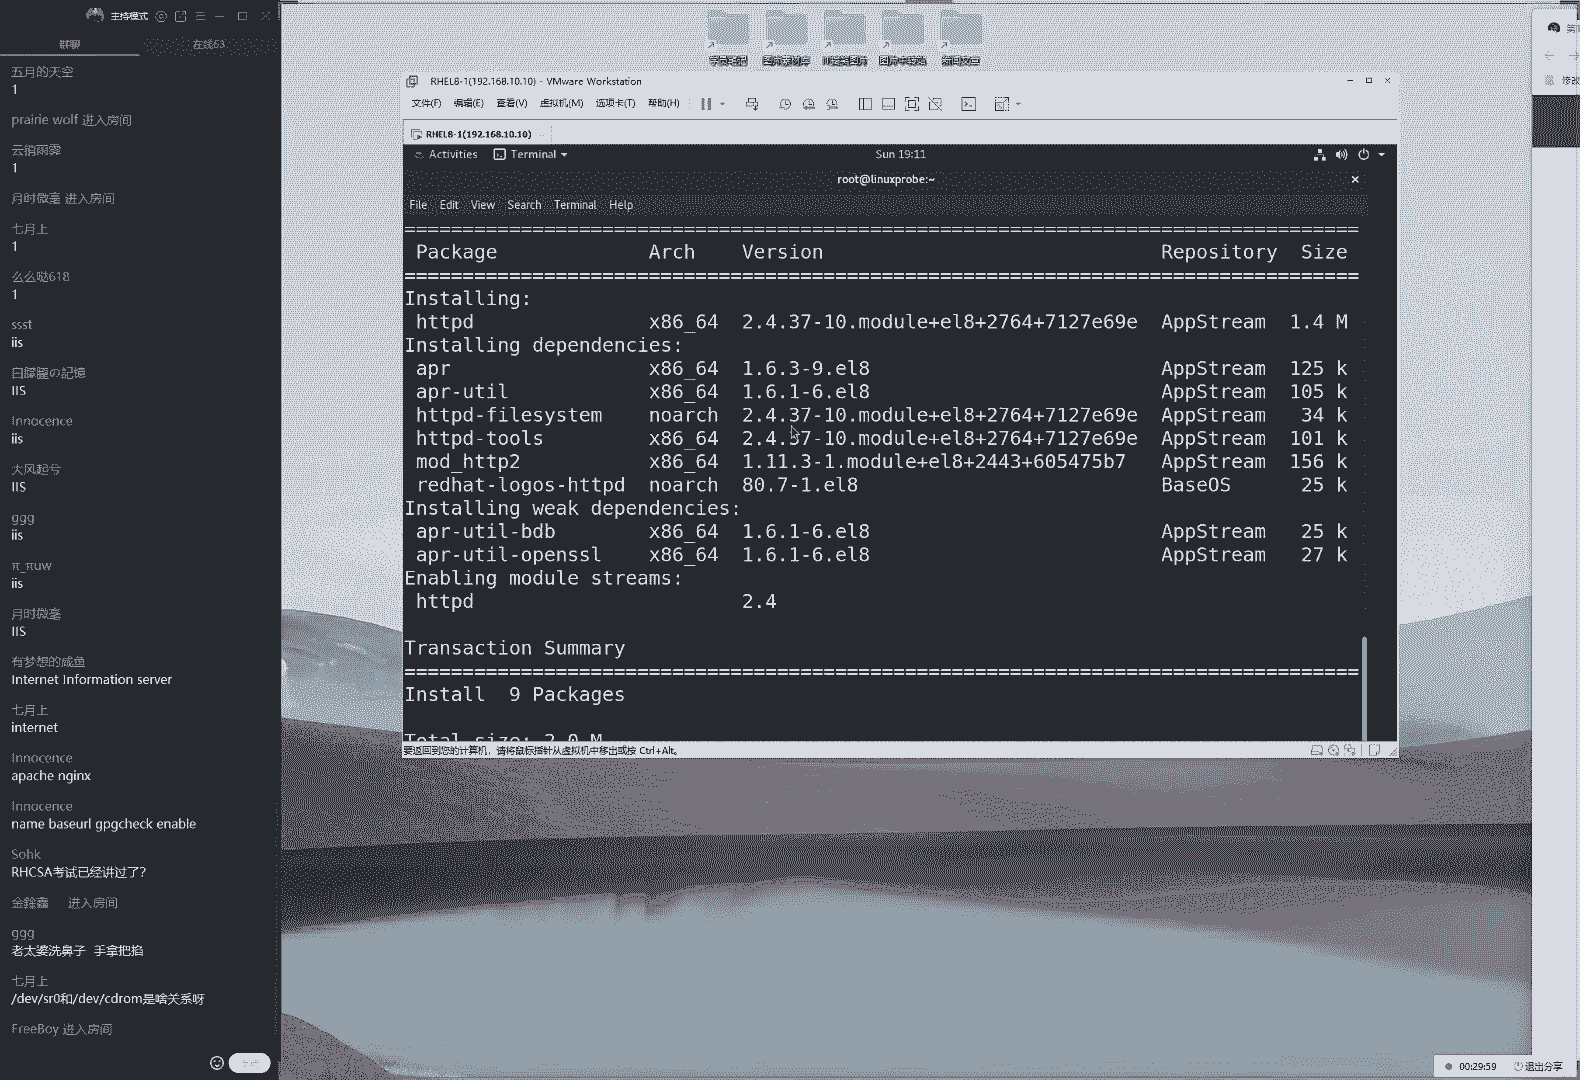 主持模式
群聊
在线63
五月的天空
1
prairie wolf 进入房间
云销雨霁
1
月时微毫 进入房间
七月上
1
么么哒618
1
ssst
iis
IIS
Innocence
iis
大风起兮
IIS
ggg
iis
π_πuw
iis
月时微毫
IIS
有梦想的咸鱼
Internet Information server
七月上
internet
Innocence
apache nginx
Innocence
name baseurl gpgcheck enable
Sohk
RHCSA考试已经讲过了?
进入房间
ggg
老太婆洗鼻子 手拿把掐
七月上
/dev/sr0和/dev/cdrom是啥关系呀
FreeBoy 进入房间
RHEL8-1(192.168.10.10) - VMware Workstation
文件(F) 编辑(E) 查看(V) 虚拟机(M) 选项卡(T) 帮助(H)
RHEL8-1(192.168.10.10)
Activities Terminal Sun 19:11
root@linuxprobe:~
File Edit View Search Terminal Help
================================================================================
Package Arch Version Repository Size
================================================================================
Installing:
httpd x86_64 2.4.37-10.module+el8+2764+7127e69e AppStream 1.4 M
Installing dependencies:
apr x86_64 1.6.3-9.el8 AppStream 125 k
apr-util x86_64 1.6.1-6.el8 AppStream 105 k
httpd-filesystem noarch 2.4.37-10.module+el8+2764+7127e69e AppStream 34 k
httpd-tools x86_64 2.4.37-10.module+el8+2764+7127e69e AppStream 101 k
mod_http2 x86_64 1.11.3-1.module+el8+2443+605475b7 AppStream 156 k
redhat-logos-httpd noarch 80.7-1.el8 BaseOS 25 k
Installing weak dependencies:
apr-util-bdb x86_64 1.6.1-6.el8 AppStream 25 k
apr-util-openssl x86_64 1.6.1-6.el8 AppStream 27 k
Enabling module streams:
httpd 2.4
Transaction Summary
================================================================================
Install 9 Packages
Total size: 2.0 M
要返回到您的计算机，请将鼠标指针从虚拟机中移出或按 Ctrl+Alt。
修改
00:29:59 退出分享